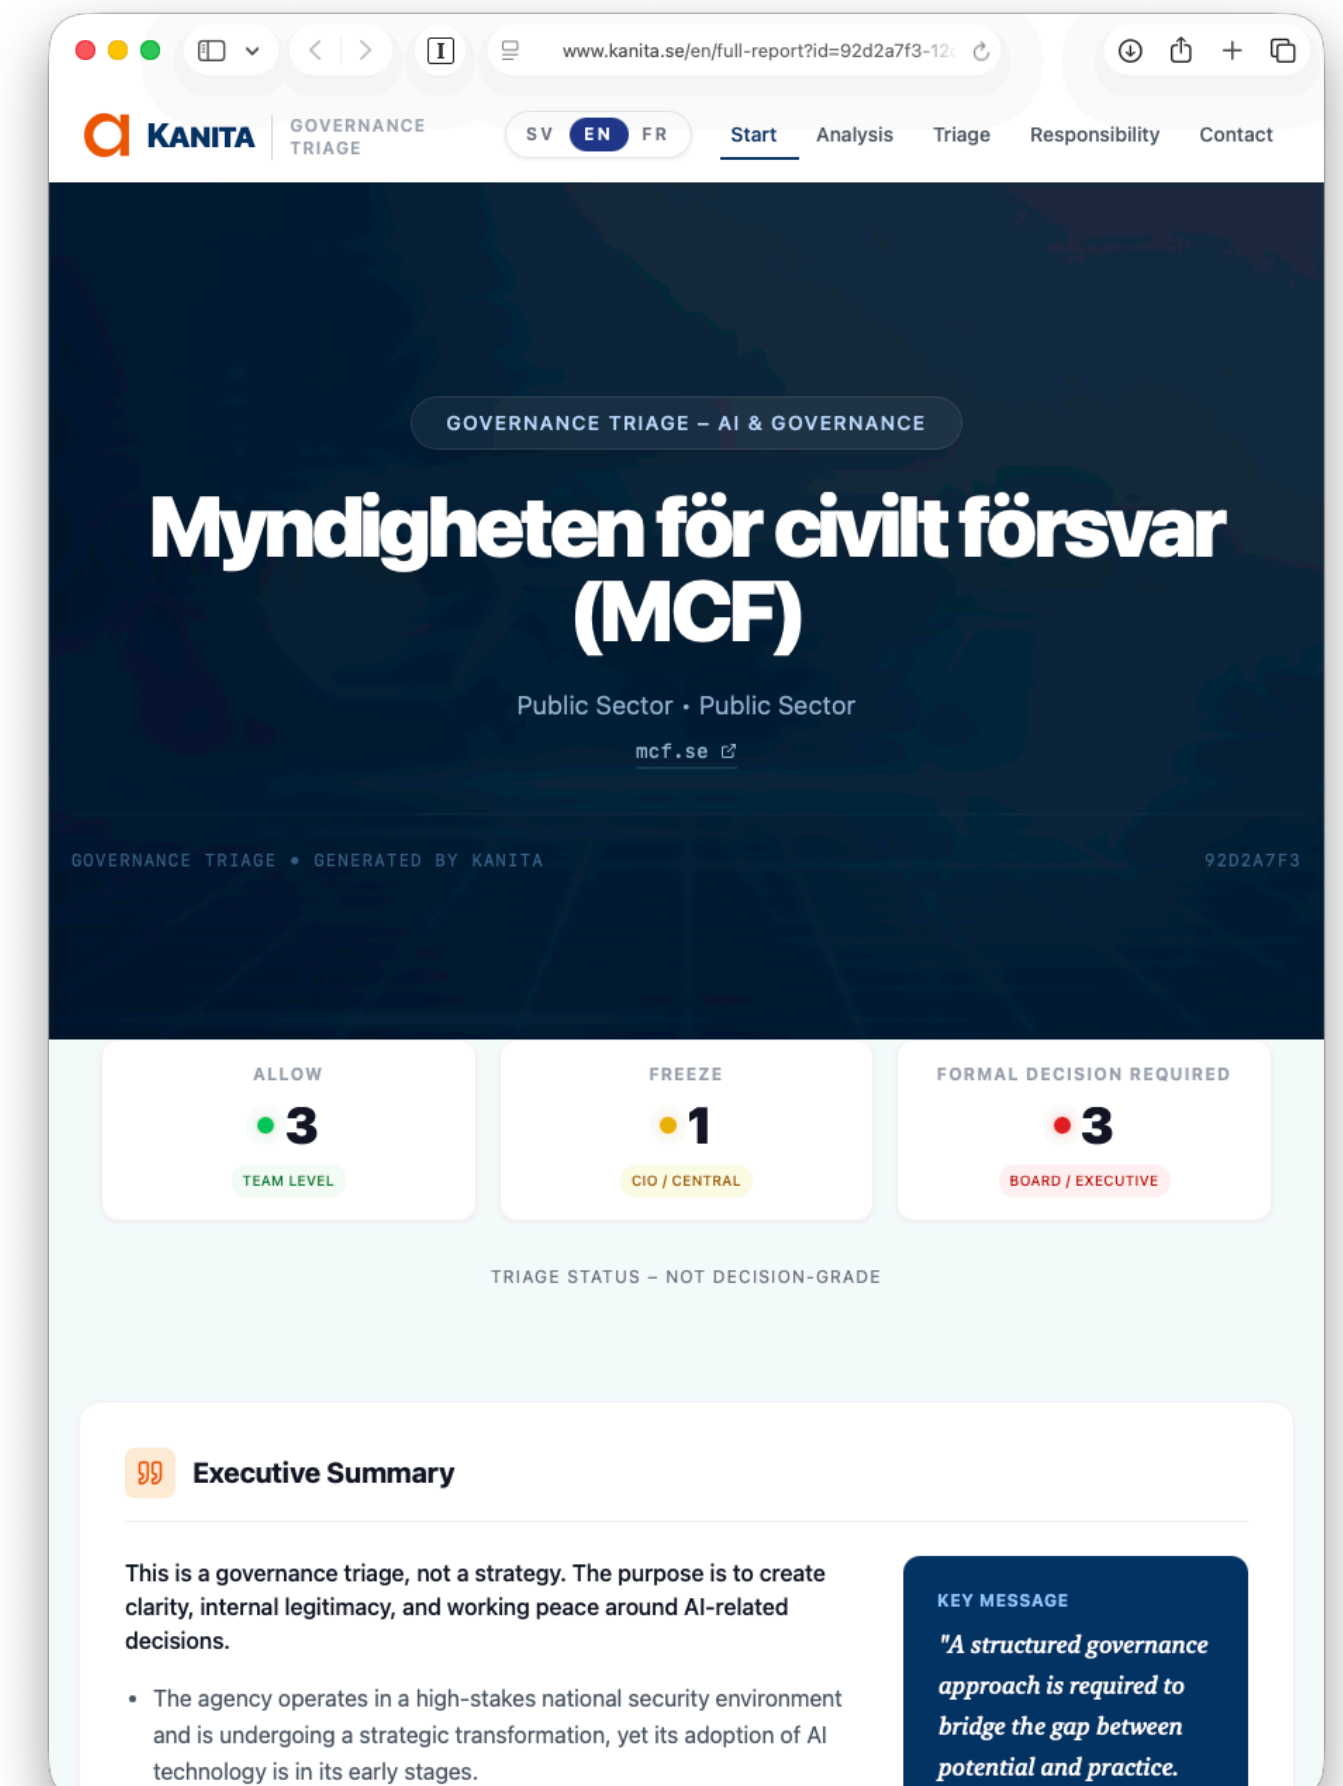 www.kanita.se/en/full-report?id=92d2a7f3-12
KANITA
GOVERNANCE
TRIAGE
SV EN FR
Start Analysis Triage Responsibility Contact
GOVERNANCE TRIAGE – AI & GOVERNANCE
Myndigheten för civilt försvar
(MCF)
Public Sector • Public Sector
mcf.se
GOVERNANCE TRIAGE • GENERATED BY KANITA
92D2A7F3
ALLOW
3
TEAM LEVEL
FREEZE
1
CIO / CENTRAL
FORMAL DECISION REQUIRED
3
BOARD / EXECUTIVE
TRIAGE STATUS – NOT DECISION-GRADE
Executive Summary
This is a governance triage, not a strategy. The purpose is to create
clarity, internal legitimacy, and working peace around AI-related
decisions.
• The agency operates in a high-stakes national security environment
and is undergoing a strategic transformation, yet its adoption of AI
technology is in its early stages.
KEY MESSAGE
"A structured governance
approach is required to
bridge the gap between
potential and practice.